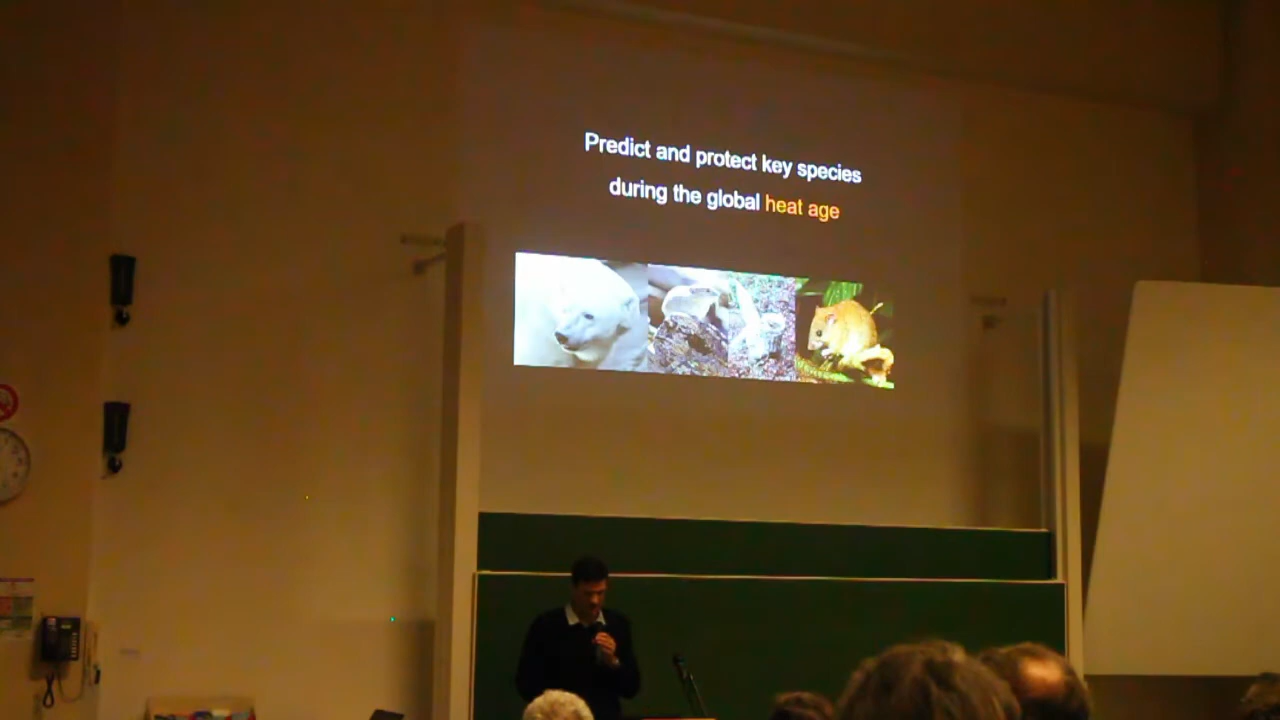 Predict and protect key species
during the global heat age